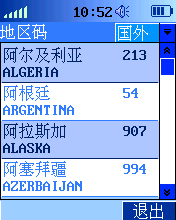 10:52
地区码 国外
阿尔及利亚 213
ALGERIA
阿根廷 54
ARGENTINA
阿拉斯加 907
ALASKA
阿塞拜疆 994
AZERBAIJAN
退出